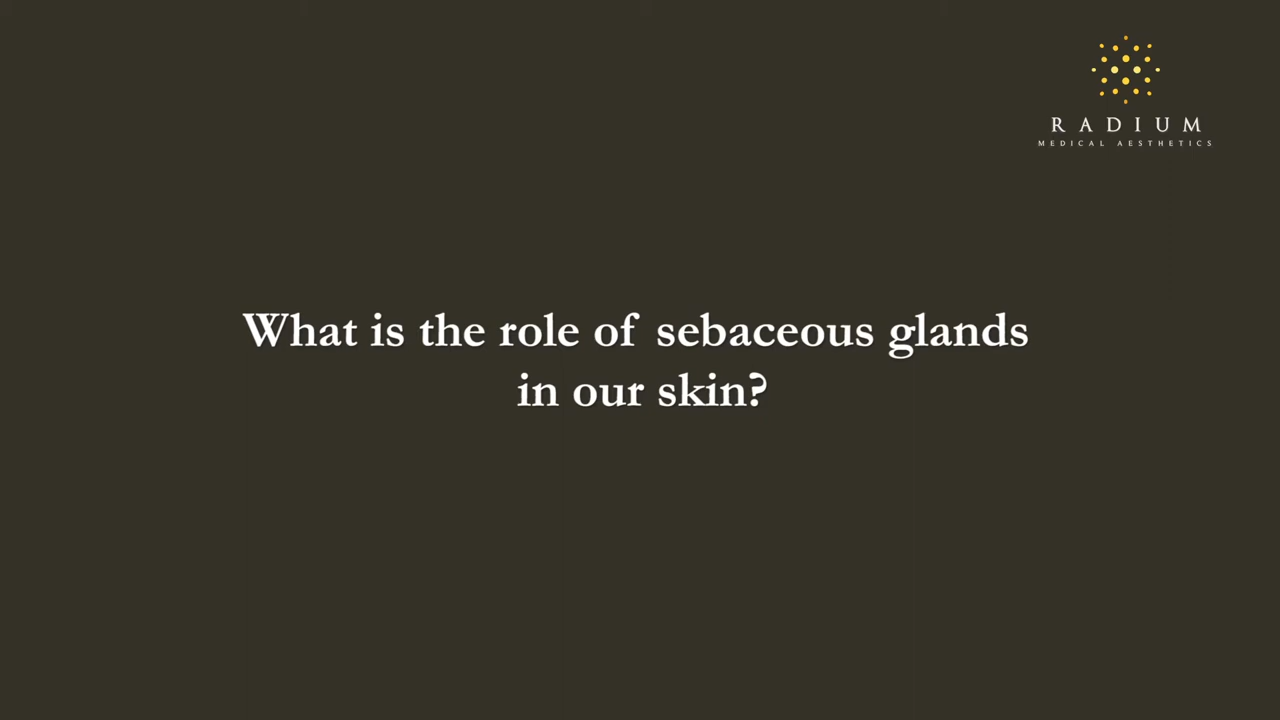 RADIUM
MEDICAL AESTHETICS
What is the role of sebaceous glands
in our skin?